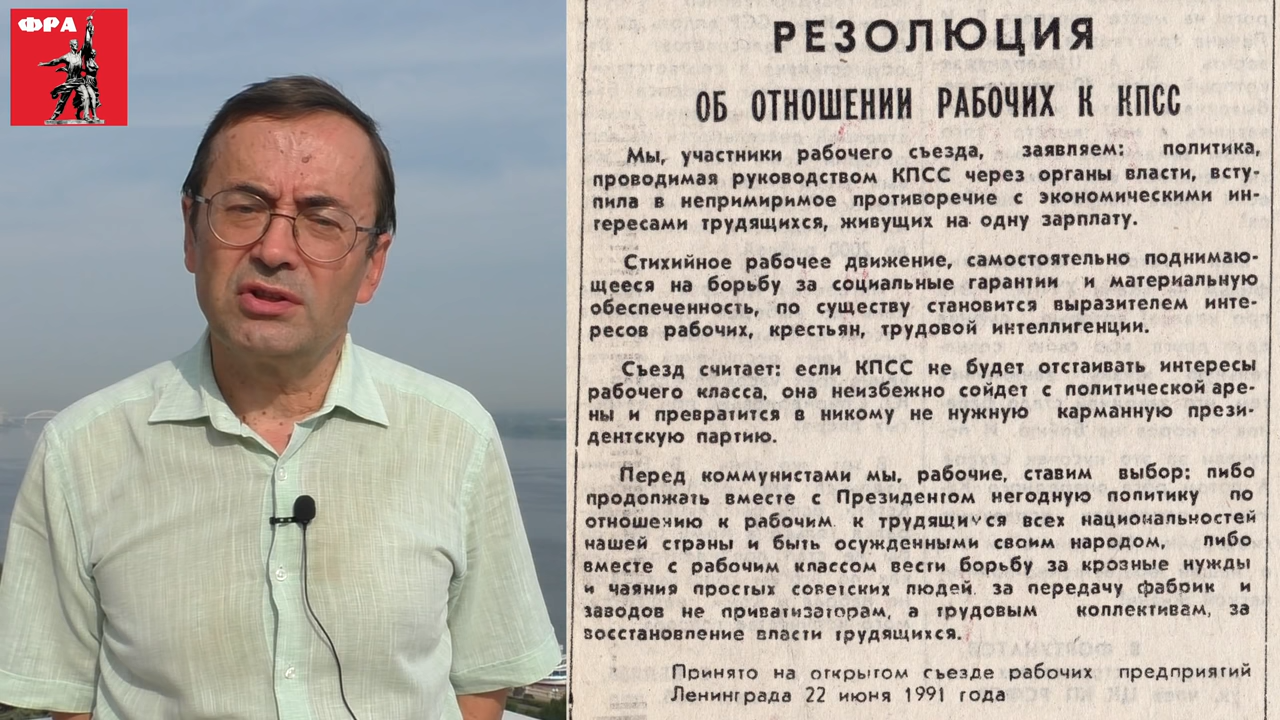 ФРА
РЕЗОЛЮЦИЯ
ОБ ОТНОШЕНИИ РАБОЧИХ К КПСС
Мы, участники рабочего съезда, заявляем: политика,
проводимая руководством КПСС через органы власти, всту-
пила в непримиримое противоречие с экономическими ин-
тересами трудящихся, живущих на одну зарплату.
Стихийное рабочее движение, самостоятельно поднимаю-
щееся на борьбу за социальные гарантии и материальную
обеспеченность, по существу становится выразителем инте-
ресов рабочих, крестьян, трудовой интеллигенции.
Съезд считает: если КПСС не будет отстаивать интересы
рабочего класса, она неизбежно сойдет с политической аре-
ны и превратится в никому не нужную карманную прези-
дентскую партию.
Перед коммунистами мы, рабочие, ставим выбор: либо
продолжать вместе с Президентом негодную политику по
отношению к рабочим, к трудящимся всех национальностей
нашей страны и быть осужденными своим народом, либо
вместе с рабочим классом вести борьбу за кровные нужды
и чаяния простых советских людей, за передачу фабрик и
заводов не приватизаторам, а трудовым коллективам, за
восстановление власти трудящихся.
Принято на открытом съезде рабочих предприятий
Ленинграда 22 июня 1991 года